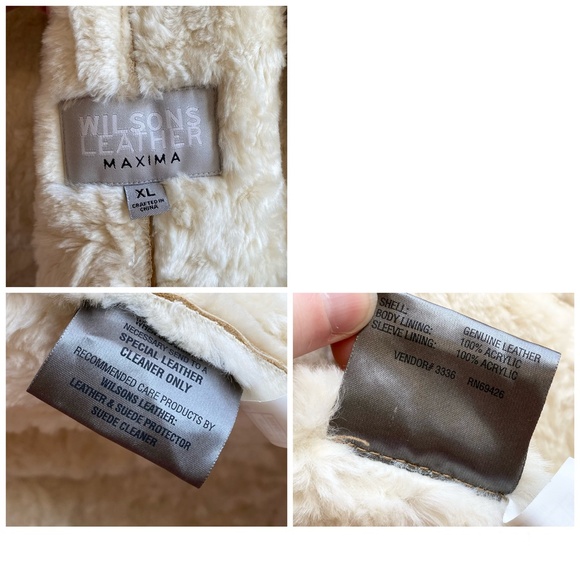 WILSONS
LEATHER
MAXIMA
XL
CRAFTED IN
CHINA
NECESSARY SEND TO A
SPECIAL LEATHER
CLEANER ONLY
RECOMMENDED CARE PRODUCTS BY
WILSONS LEATHER:
LEATHER & SUEDE PROTECTOR
SUEDE CLEANER
SHELL: GENUINE LEATHER
BODY LINING: 100% ACRYLIC
SLEEVE LINING: 100% ACRYLIC
VENDOR# 3336 RN69426